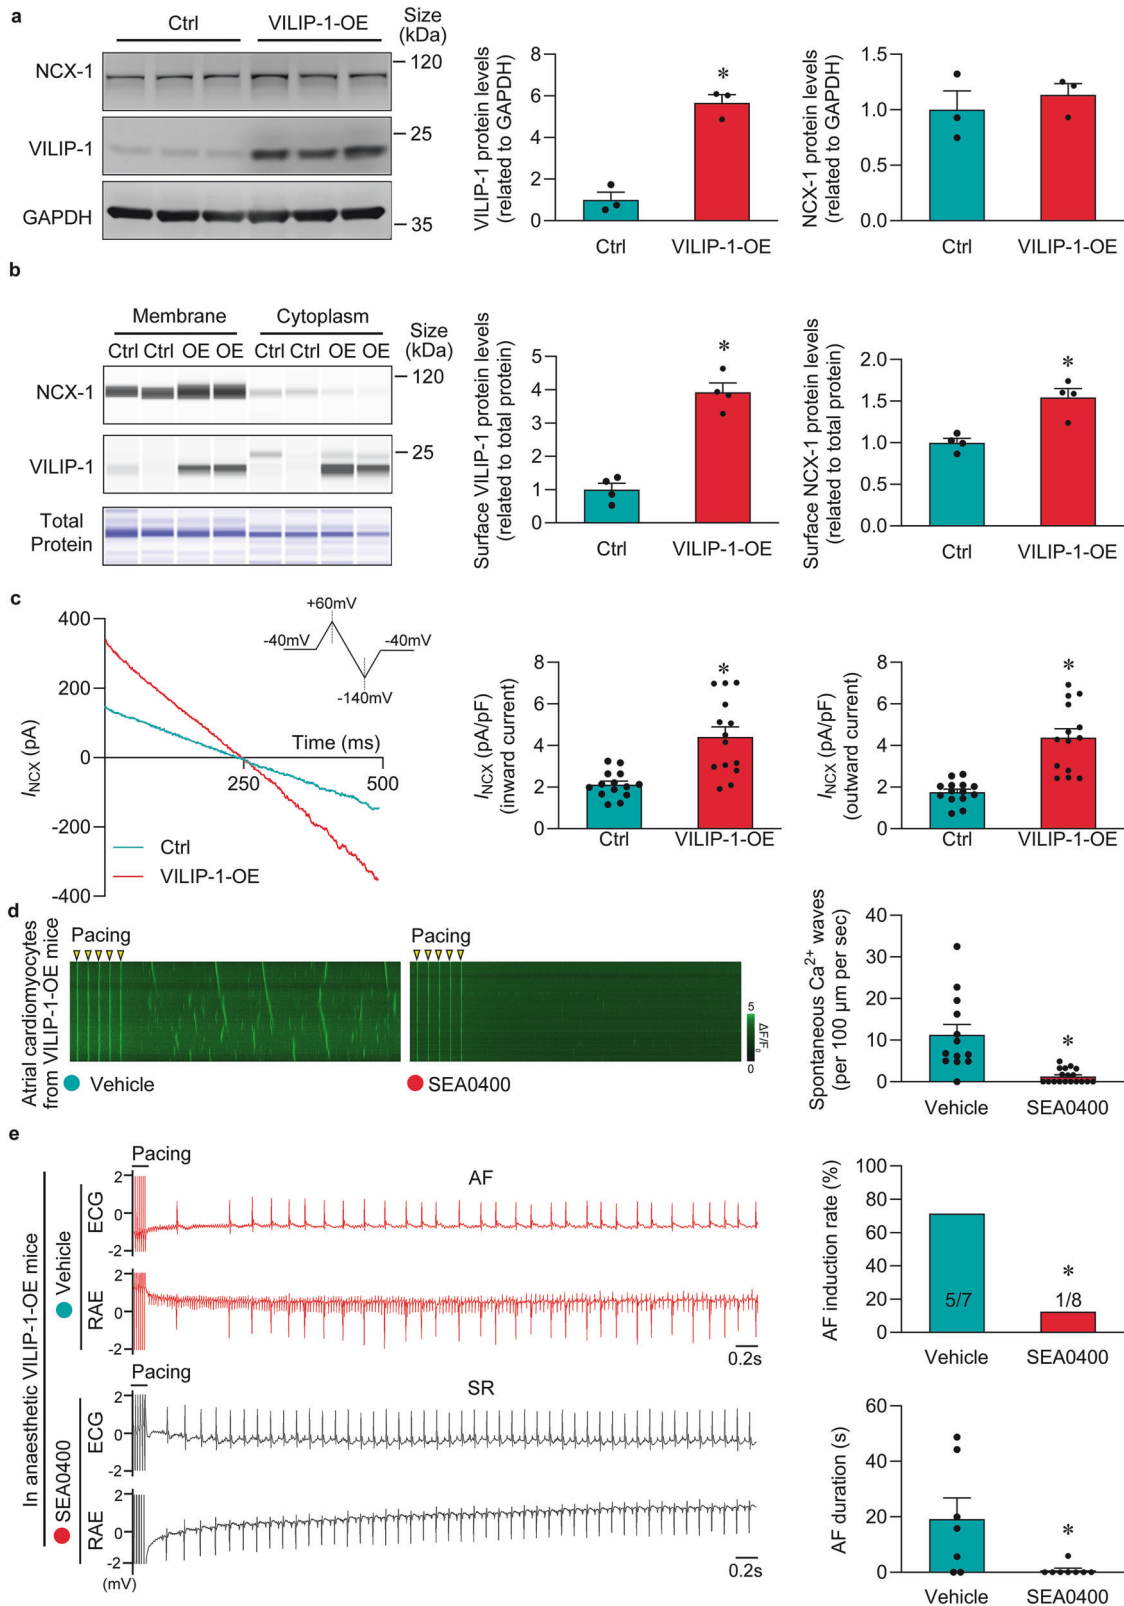 a
Ctrl
VILIP-1-OE
Size
(kDa)
NCX-1
120
VILIP-1
25
GAPDH
35
VILIP-1 protein levels
(related to GAPDH)
8
6
4
2
0
*
Ctrl
VILIP-1-OE
NCX-1 protein levels
(related to GAPDH)
1.5
1.0
0.5
0.0
Ctrl
VILIP-1-OE
b
Membrane
Cytoplasm
Size
(kDa)
Ctrl Ctrl OE OE Ctrl Ctrl OE OE
NCX-1
120
VILIP-1
25
Total
Protein
Surface VILIP-1 protein levels
(related to total protein)
5
4
3
2
1
0
*
Ctrl
VILIP-1-OE
Surface NCX-1 protein levels
(related to total protein)
2.0
1.5
1.0
0.5
0.0
*
Ctrl
VILIP-1-OE
c
INCX (pA)
400
200
0
-200
-400
+60mV
-40mV
-40mV
-140mV
Time (ms)
250
500
Ctrl
VILIP-1-OE
INCX (pA/pF)
(inward current)
8
6
4
2
0
*
Ctrl
VILIP-1-OE
INCX (pA/pF)
(outward current)
8
6
4
2
0
*
Ctrl
VILIP-1-OE
d
Atrial cardiomyocytes
from VILIP-1-OE mice
Pacing
Pacing
5
0
ΔF/F0
Vehicle
SEA0400
Spontaneous Ca2+ waves
(per 100 µm per sec)
40
30
20
10
0
*
Vehicle
SEA0400
e
In anaesthetic VILIP-1-OE mice
Vehicle
ECG
RAE
Pacing
AF
2
0
-2
2
0
-2
0.2s
SEA0400
ECG
RAE
Pacing
SR
2
0
-2
2
0
-2
(mV)
0.2s
AF induction rate (%)
100
80
60
40
20
0
5/7
*
1/8
Vehicle
SEA0400
AF duration (s)
60
40
20
0
*
Vehicle
SEA0400